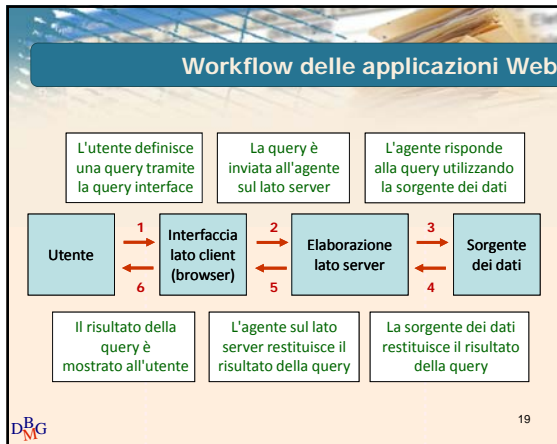 Workflow delle applicazioni Web
L'utente definisce
una query tramite
la query interface
La query è
inviata all'agente
sul lato server
L'agente risponde
alla query utilizzando
la sorgente dei dati
Utente
1
6
Interfaccia
lato client
(browser)
2
5
Elaborazione
lato server
3
4
Sorgente
dei dati
Il risultato della
query è
mostrato all'utente
L'agente sul lato
server restituisce il
risultato della query
La sorgente dei dati
restituisce il risultato
della query
DBMG
19